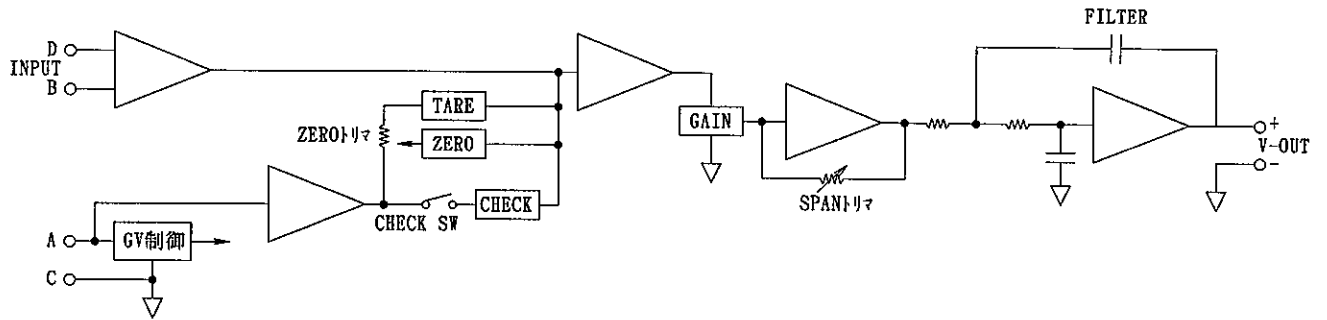 FILTER
D
INPUT
B
TARE
ZEROトリマ
ZERO
GAIN
+
V-OUT
-
SPANトリマ
CHECK SW
CHECK
A
GV制御
C